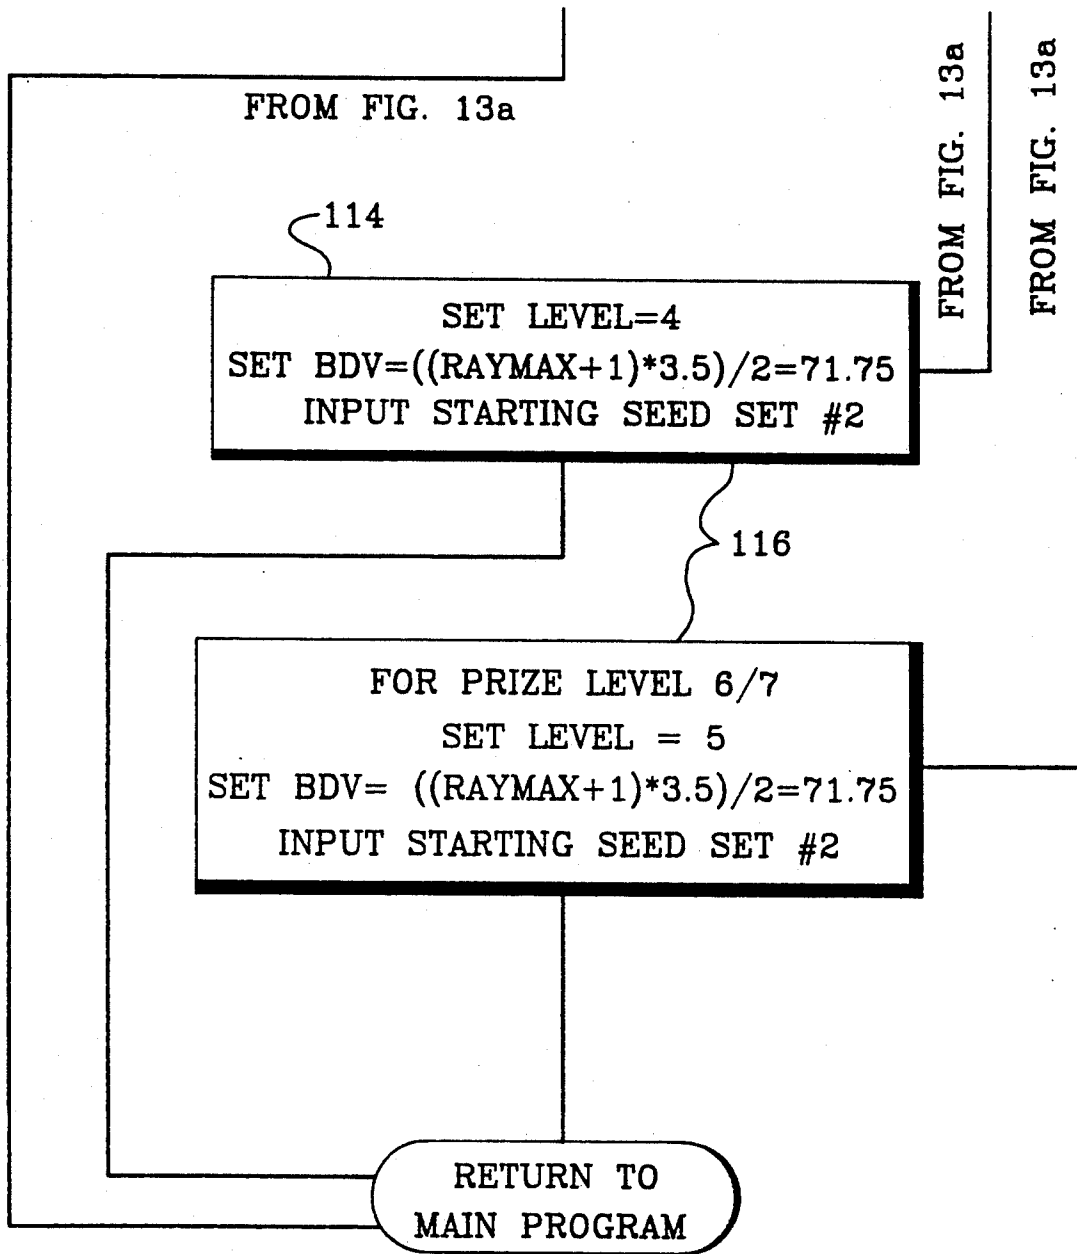 FROM FIG. 13a
FROM FIG. 13a
FROM FIG. 13a
114
SET LEVEL=4
SET BDV=((RAYMAX+1)*3.5)/2=71.75
INPUT STARTING SEED SET #2
116
FOR PRIZE LEVEL 6/7
SET LEVEL = 5
SET BDV= ((RAYMAX+1)*3.5)/2=71.75
INPUT STARTING SEED SET #2
RETURN TO
MAIN PROGRAM